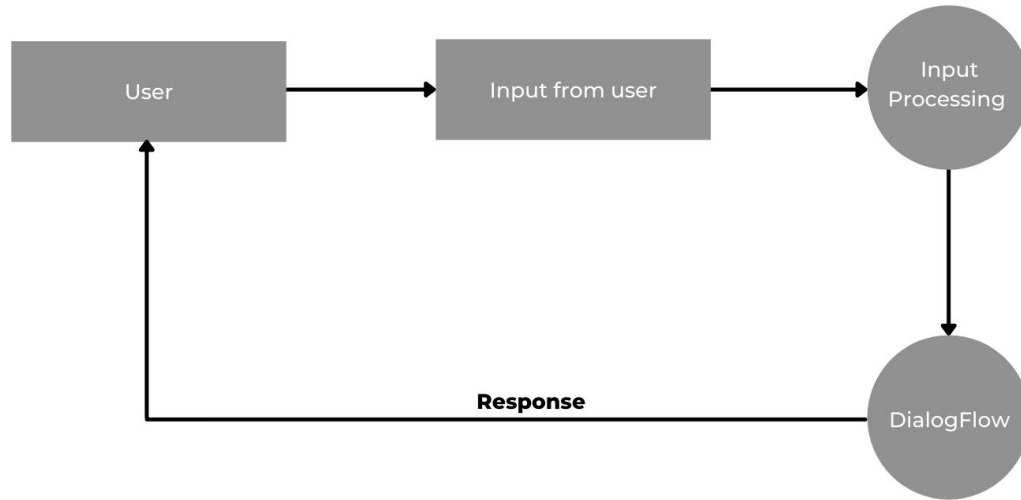 User
Input from user
Input
Processing
Response
DialogFlow